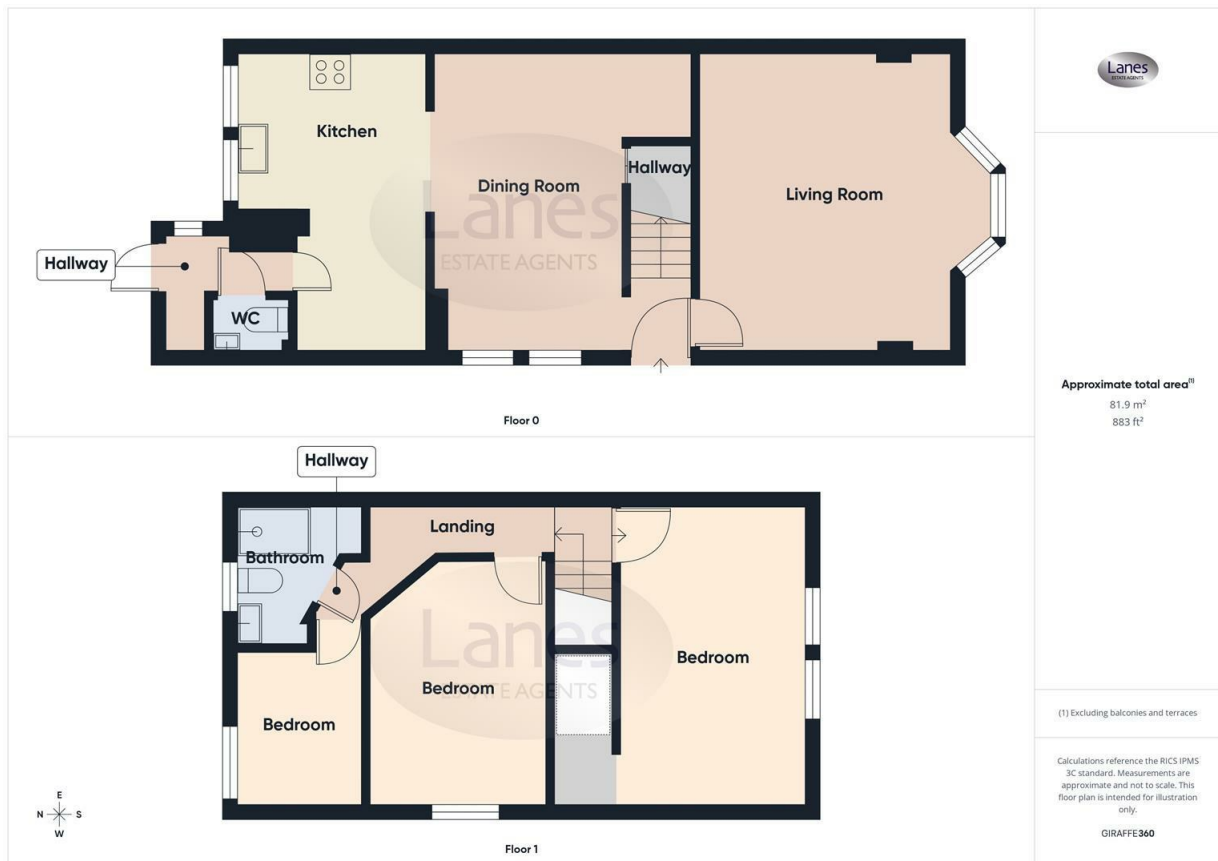 Kitchen
Hallway
Dining Room
Living Room
Lanes
ESTATE AGENTS
Hallway
WC
Floor 0
Hallway
Landing
Bathroom
Lanes
ESTATE AGENTS
Bedroom
Bedroom
Bedroom
E
N S
W
Floor 1
Lanes
ESTATE AGENTS
Approximate total area(1)
81.9 m²
883 ft²
(1) Excluding balconies and terraces
Calculations reference the RICS IPMS
3C standard. Measurements are
approximate and not to scale. This
floor plan is intended for illustration
only.
GIRAFFE360